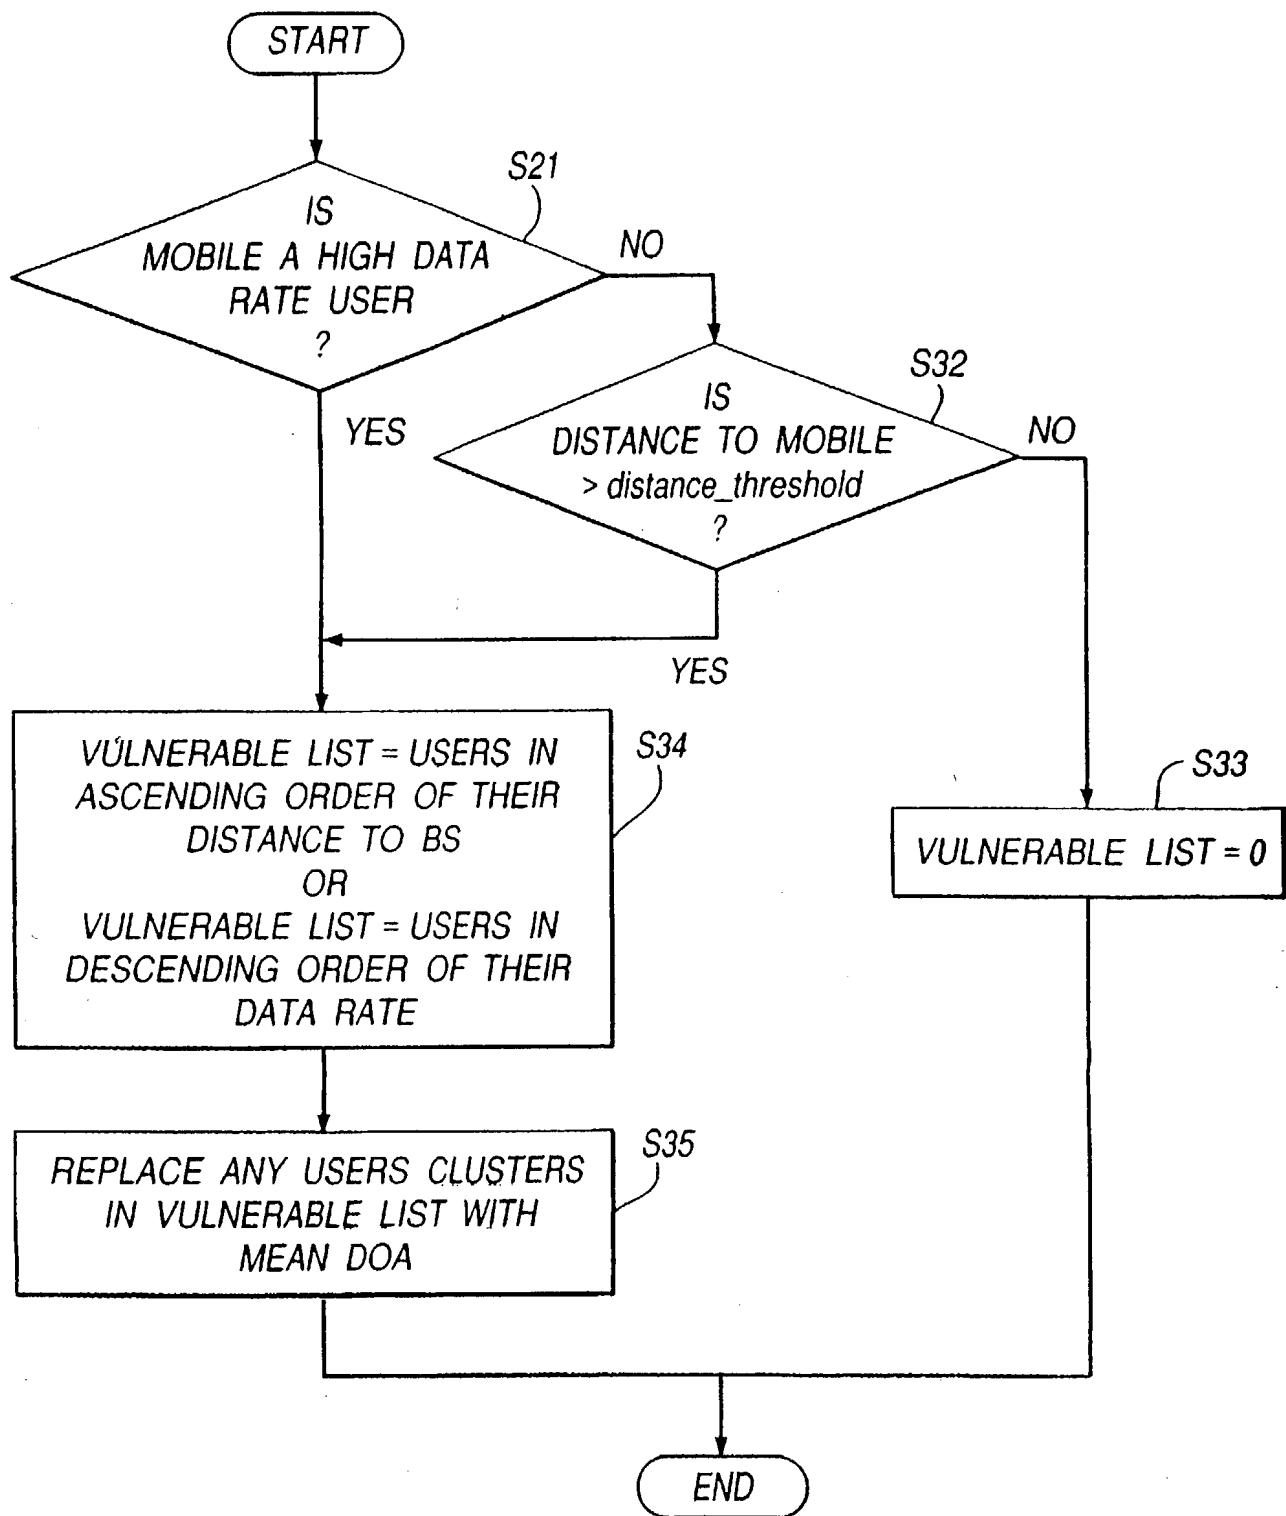 START
S21
IS
MOBILE A HIGH DATA
RATE USER
?
NO
YES
S32
IS
DISTANCE TO MOBILE
> distance_threshold
?
NO
YES
S34
VULNERABLE LIST = USERS IN
ASCENDING ORDER OF THEIR
DISTANCE TO BS
OR
VULNERABLE LIST = USERS IN
DESCENDING ORDER OF THEIR
DATA RATE
S33
VULNERABLE LIST = 0
S35
REPLACE ANY USERS CLUSTERS
IN VULNERABLE LIST WITH
MEAN DOA
END